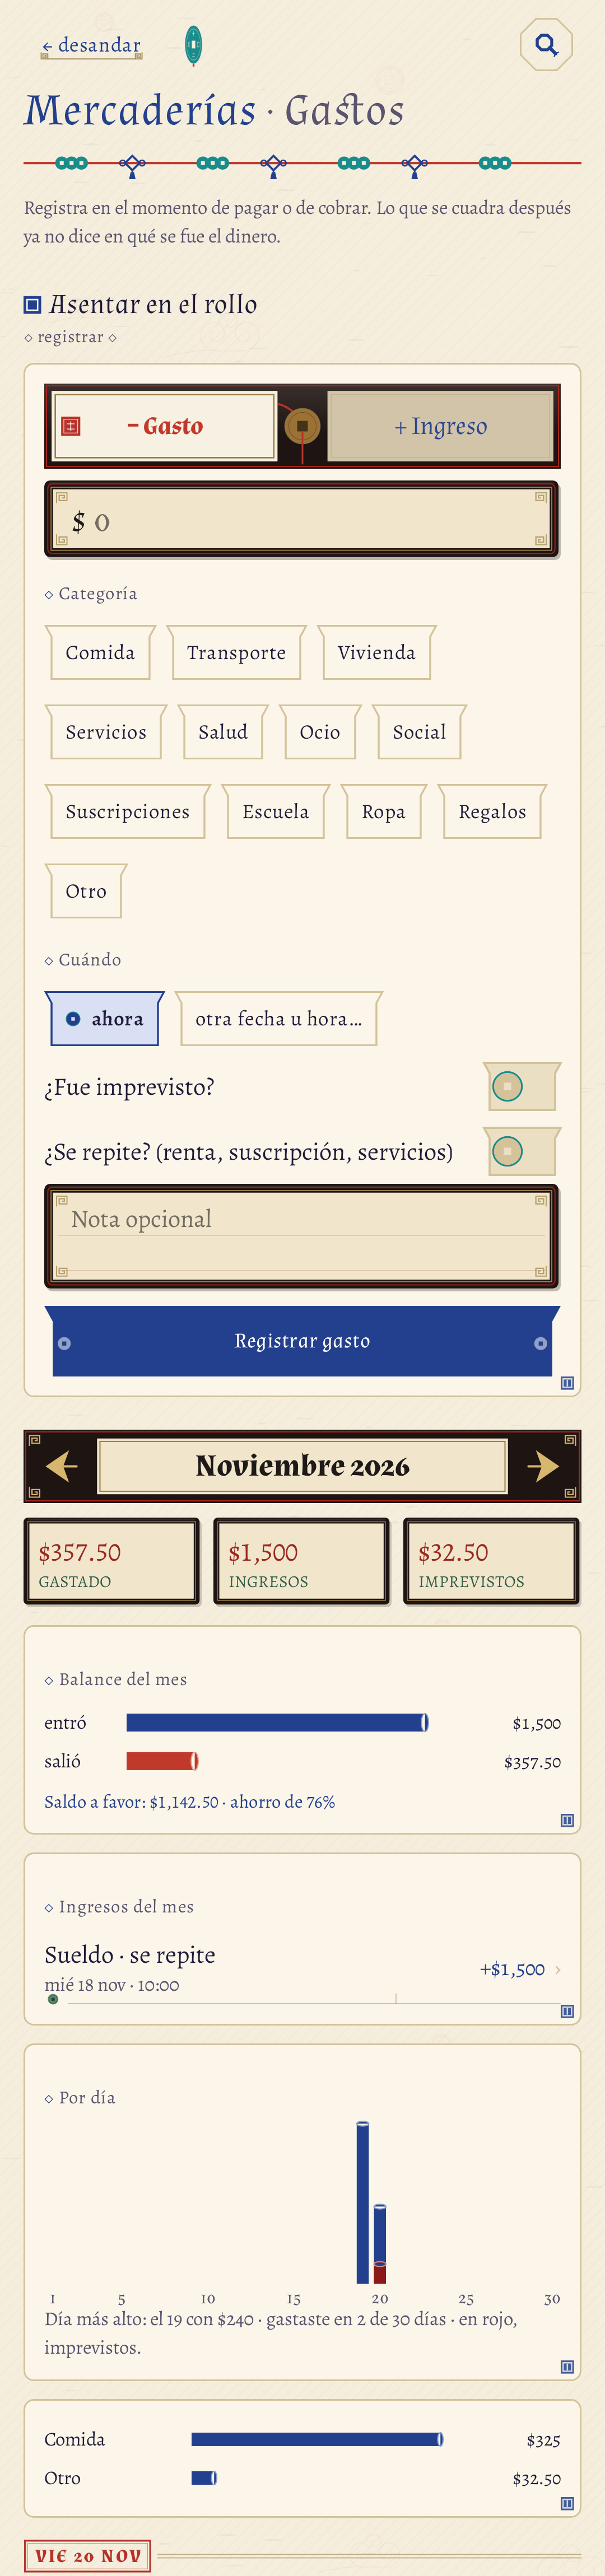 ← desandar
Mercaderías · Gastos
Registra en el momento de pagar o de cobrar. Lo que se cuadra después
ya no dice en qué se fue el dinero.
Asentar en el rollo
◇ registrar ◇
− Gasto
+ Ingreso
$ 0
◇ Categoría
Comida Transporte Vivienda
Servicios Salud Ocio Social
Suscripciones Escuela Ropa Regalos
Otro
◇ Cuándo
ahora otra fecha u hora...
¿Fue imprevisto?
¿Se repite? (renta, suscripción, servicios)
Nota opcional
Registrar gasto
Noviembre 2026
$357.50 $1,500 $32.50
GASTADO INGRESOS IMPREVISTOS
◇ Balance del mes
entró $1,500
salió $357.50
Saldo a favor: $1,142.50 · ahorro de 76%
◇ Ingresos del mes
Sueldo · se repite
+$1,500 ›
mié 18 nov · 10:00
◇ Por día
1 5 10 15 20 25 30
Día más alto: el 19 con $240 · gastaste en 2 de 30 días · en rojo,
imprevistos.
Comida $325
Otro $32.50
VIE 20 NOV